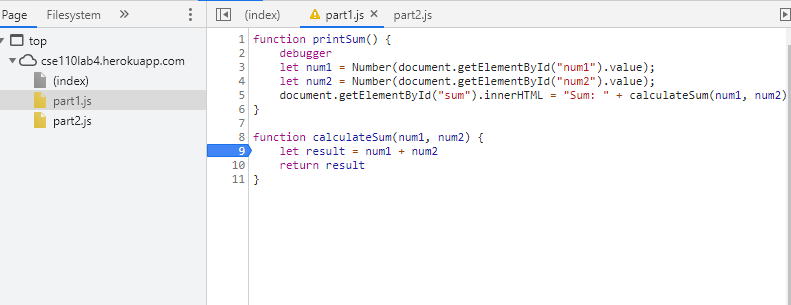 Page Filesystem »
top
cse110lab4.herokuapp.com
(index)
part1.js
part2.js
(index) part1.js × part2.js
1 function printSum() {
2 debugger
3 let num1 = Number(document.getElementById("num1").value);
4 let num2 = Number(document.getElementById("num2").value);
5 document.getElementById("sum").innerHTML = "Sum: " + calculateSum(num1, num2)
6 }
7
8 function calculateSum(num1, num2) {
9 let result = num1 + num2
10 return result
11 }